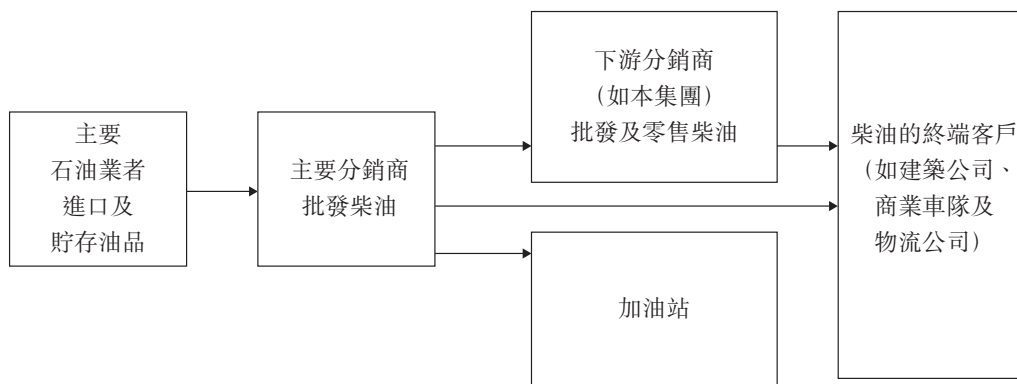 主要
石油業者
進口及
貯存油品
主要分銷商
批發柴油
下游分銷商
（如本集團）
批發及零售柴油
加油站
柴油的終端客戶
（如建築公司、
商業車隊及
物流公司）